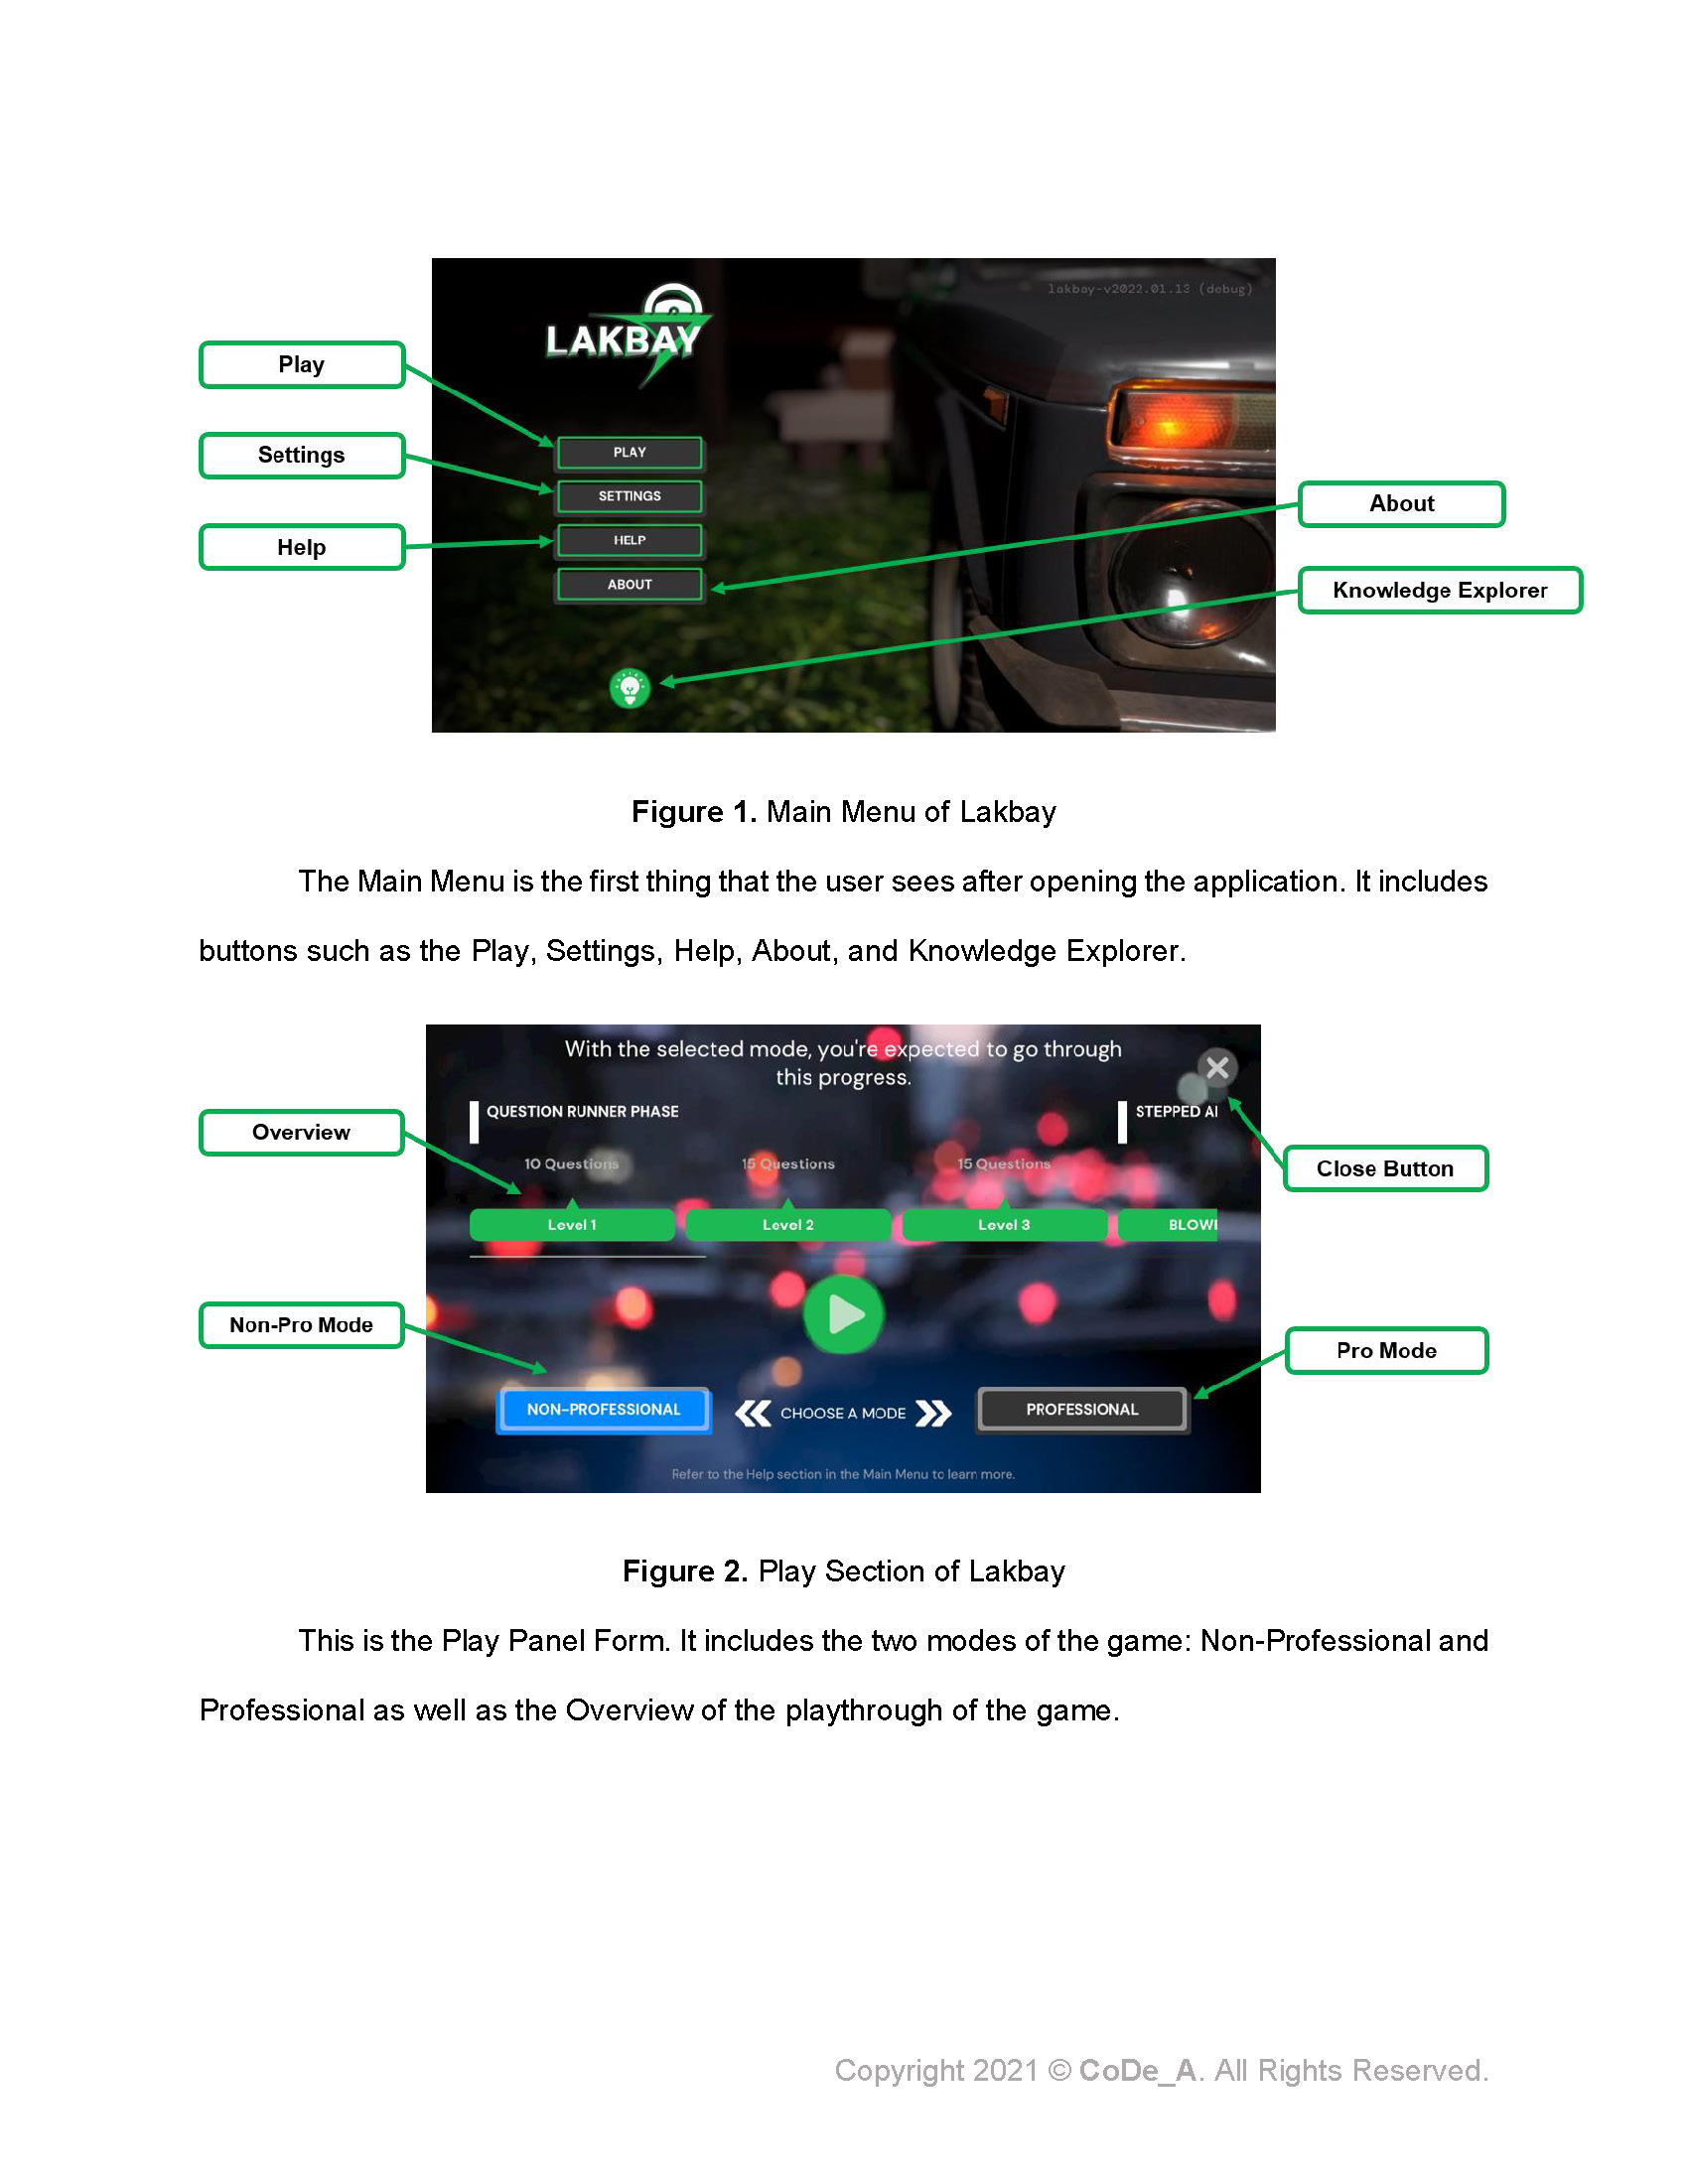 lakbay-v2022.01.13 (debug)
LAKBAY
Play
Settings
Help
PLAY
SETTINGS
HELP
ABOUT
About
Knowledge Explorer
Figure 1. Main Menu of Lakbay
The Main Menu is the first thing that the user sees after opening the application. It includes
buttons such as the Play, Settings, Help, About, and Knowledge Explorer.
With the selected mode, you're expected to go through
this progress.
QUESTION RUNNER PHASE
STEPPED AI
Overview
10 Questions
15 Questions
15 Questions
Close Button
Level 1
Level 2
Level 3
BLOWI
Non-Pro Mode
Pro Mode
NON-PROFESSIONAL
CHOOSE A MODE
PROFESSIONAL
Refer to the Help section in the Main Menu to learn more.
Figure 2. Play Section of Lakbay
This is the Play Panel Form. It includes the two modes of the game: Non-Professional and
Professional as well as the Overview of the playthrough of the game.
Copyright 2021 © CoDe_A. All Rights Reserved.